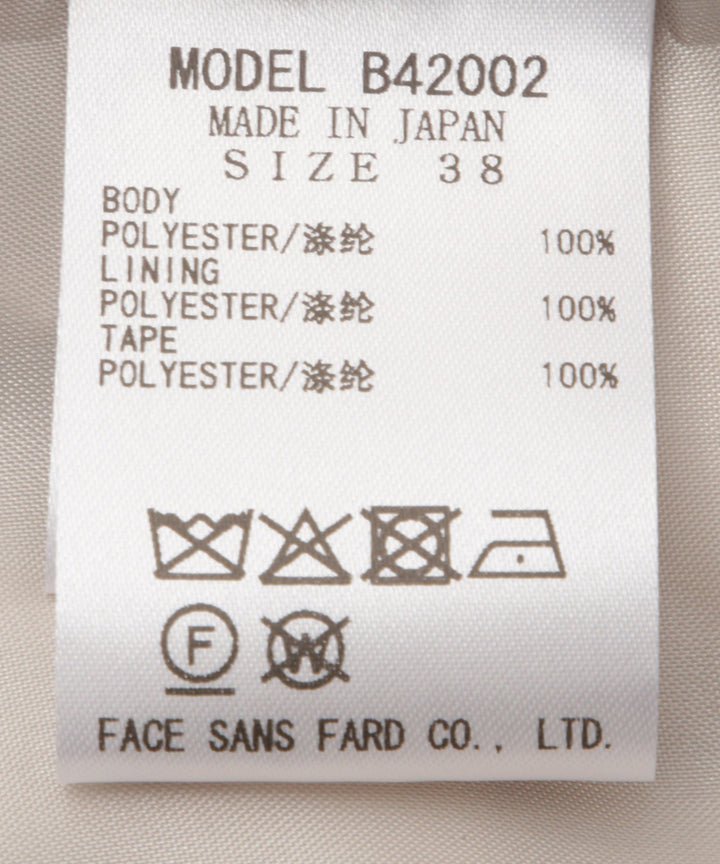 MODEL B42002
MADE IN JAPAN
SIZE 38
BODY
POLYESTER/涤纶 100%
LINING
POLYESTER/涤纶 100%
TAPE
POLYESTER/涤纶 100%
F W
FACE SANS FARD CO., LTD.